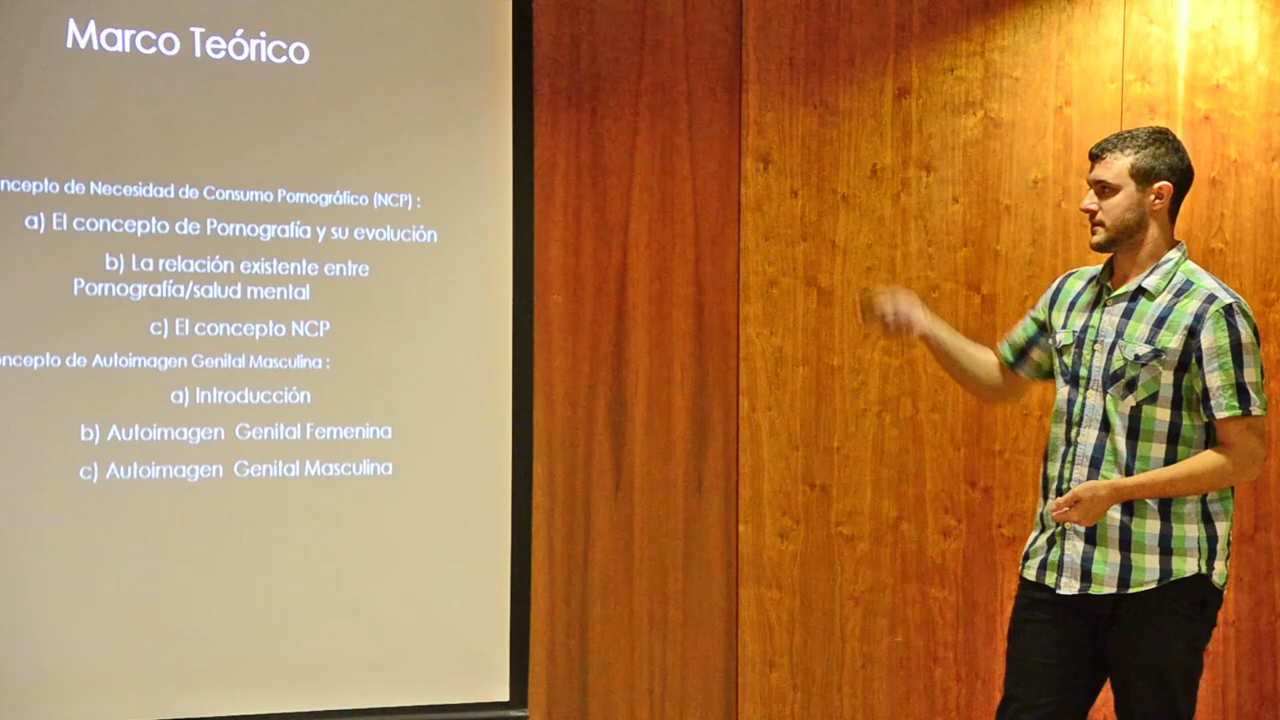 Marco Teórico
ncepto de Necesidad de Consumo Pornográfico (NCP) :
a) El concepto de Pornografía y su evolución
b) La relación existente entre
Pornografía/salud mental
c) El concepto NCP
ncepto de Autoimagen Genital Masculina :
a) Introducción
b) Autoimagen Genital Femenina
c) Autoimagen Genital Masculina